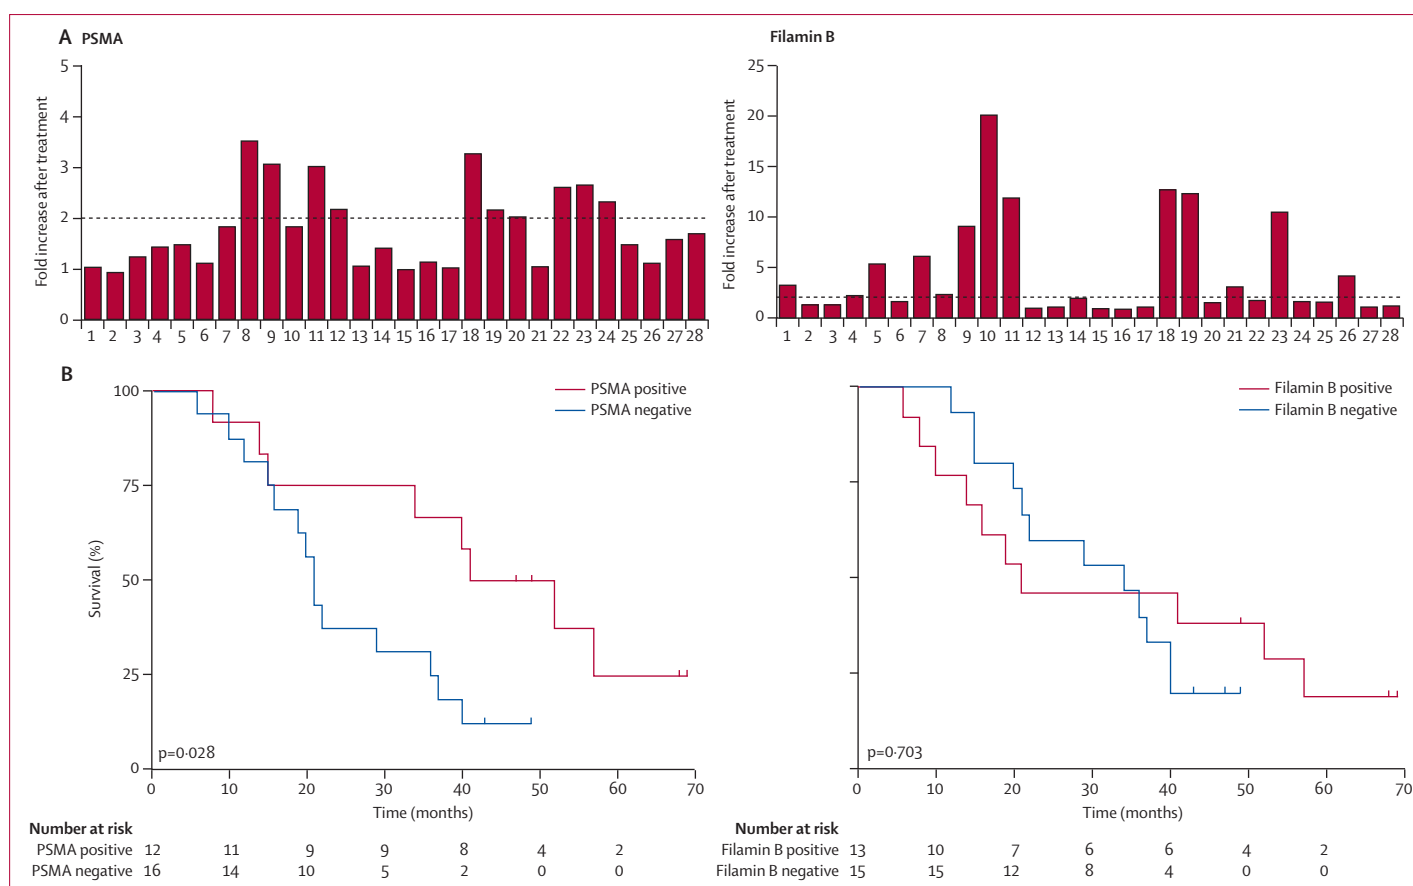 A PSMA
5
4
3
2
1
0
Fold increase after treatment
1 2 3 4 5 6 7 8 9 10 11 12 13 14 15 16 17 18 19 20 21 22 23 24 25 26 27 28
Filamin B
25
20
15
10
5
0
Fold increase after treatment
1 2 3 4 5 6 7 8 9 10 11 12 13 14 15 16 17 18 19 20 21 22 23 24 25 26 27 28
B
100
75
50
25
0
Survival (%)
PSMA positive
PSMA negative
p=0·028
0 10 20 30 40 50 60 70
Time (months)
Filamin B positive
Filamin B negative
p=0·703
0 10 20 30 40 50 60 70
Time (months)
Number at risk
PSMA positive 12 11 9 9 8 4 2
PSMA negative 16 14 10 5 2 0 0
Number at risk
Filamin B positive 13 10 7 6 6 4 2
Filamin B negative 15 15 12 8 4 0 0